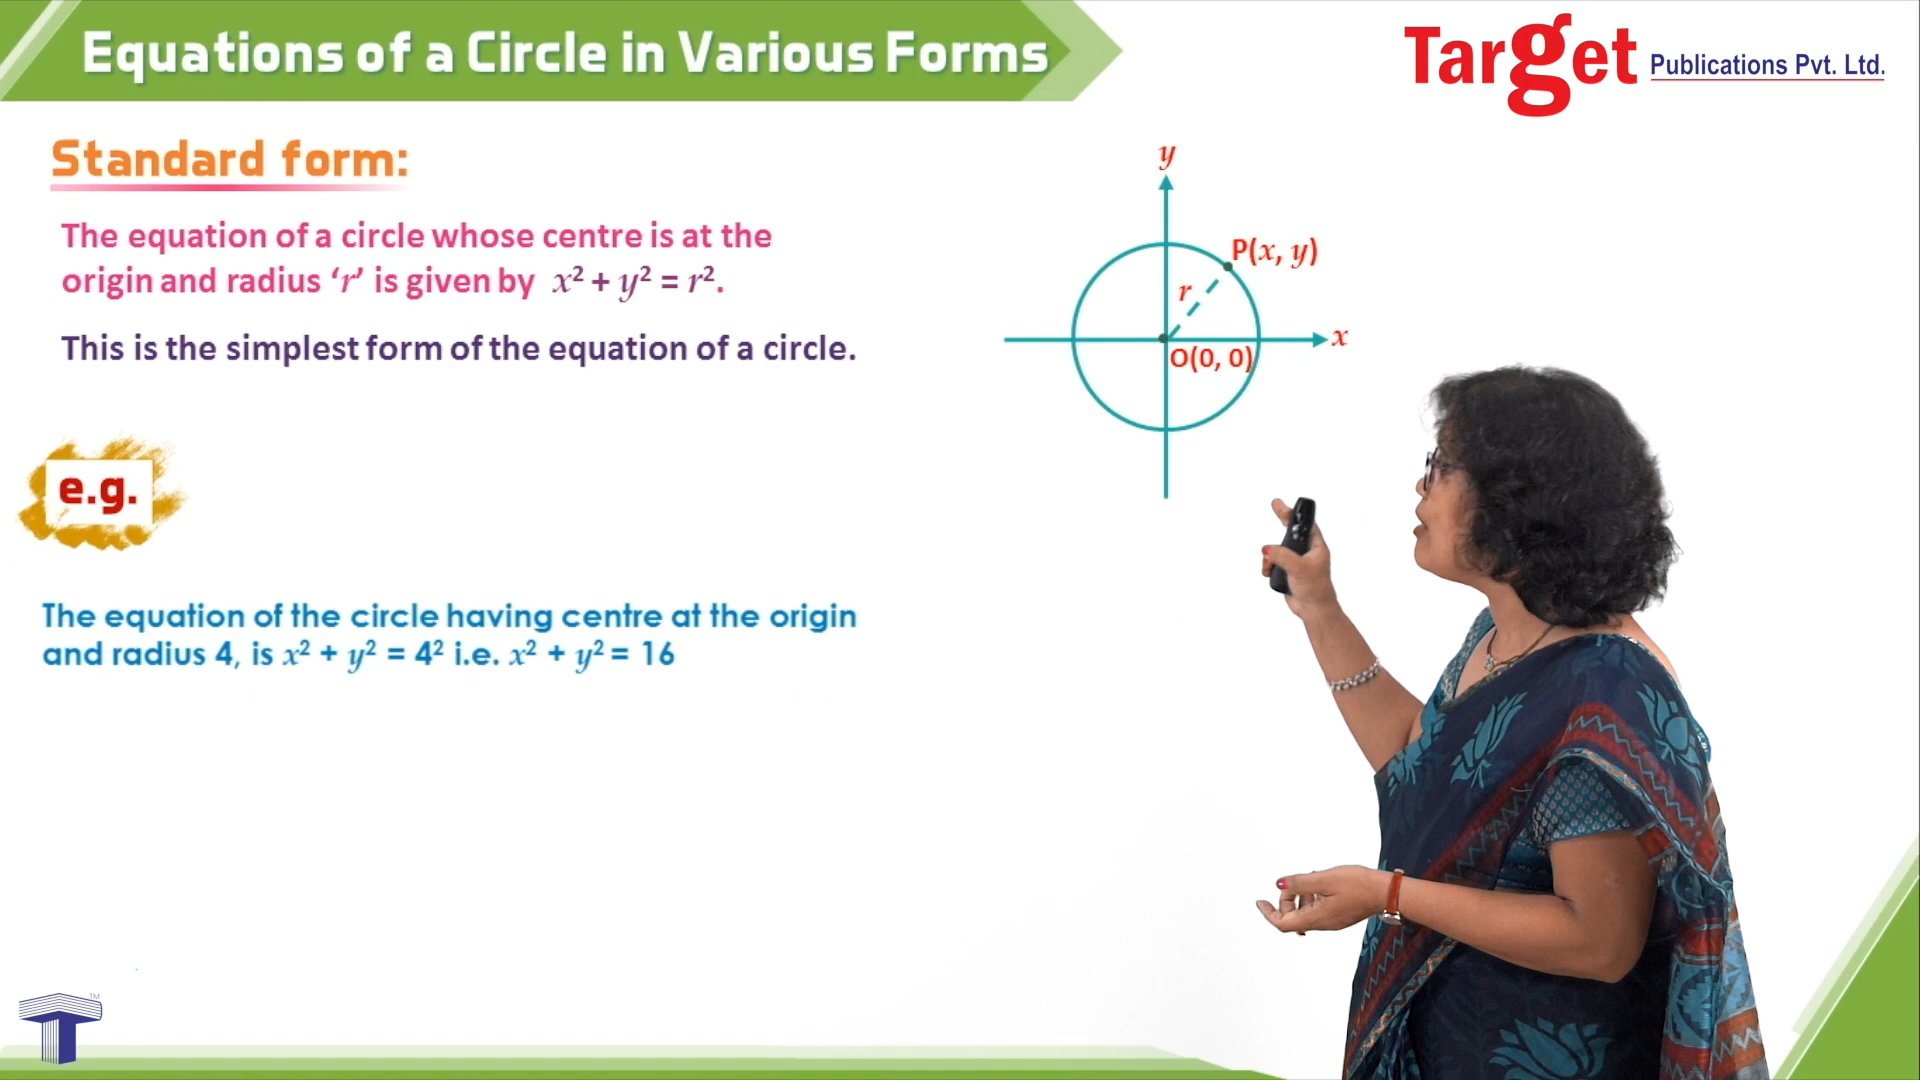 Equations of a Circle in Various Forms
Target Publications Pvt. Ltd.
Standard form:
The equation of a circle whose centre is at the
origin and radius ‘r’ is given by x² + y² = r².
This is the simplest form of the equation of a circle.
y
P(x, y)
r
x
O(0, 0)
e.g.
The equation of the circle having centre at the origin
and radius 4, is x² + y² = 4² i.e. x² + y² = 16
T
TM